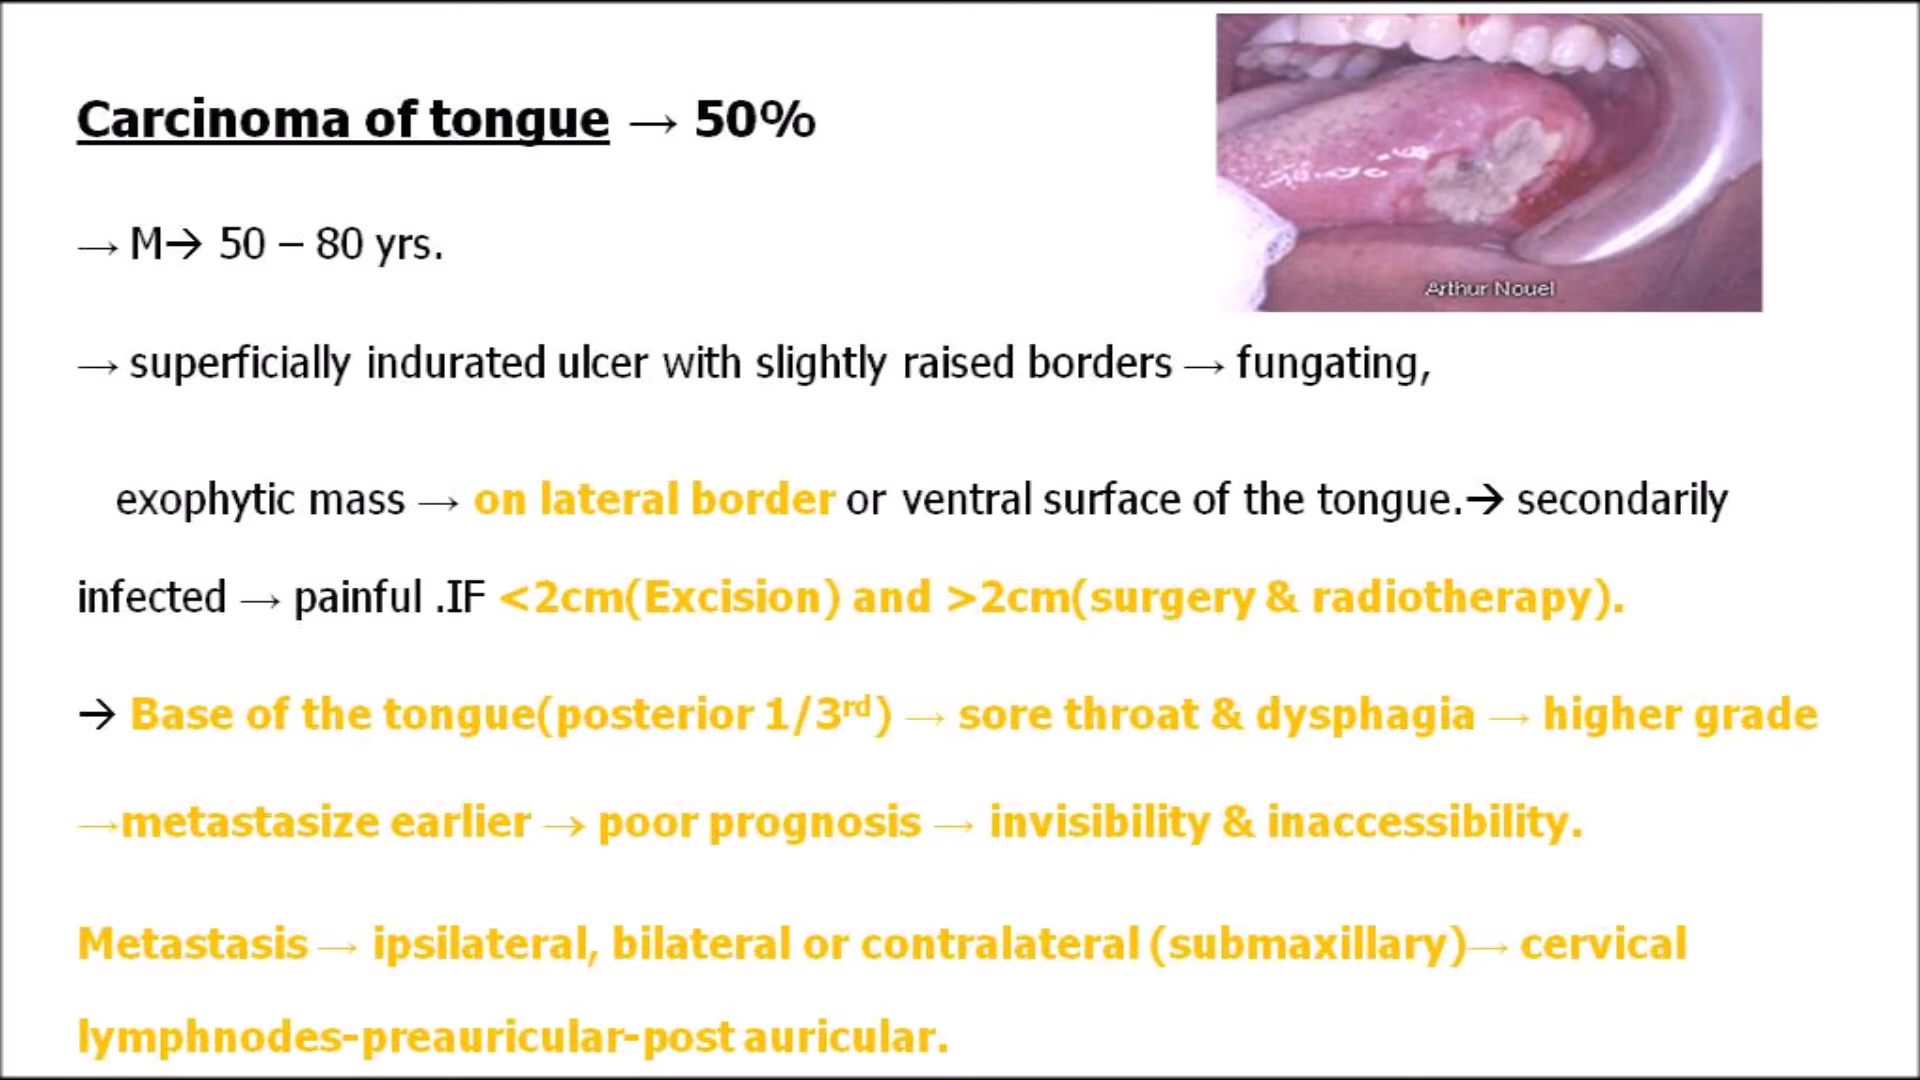 Carcinoma of tongue → 50%
Arthur Nouel
→ M→ 50 – 80 yrs.
→ superficially indurated ulcer with slightly raised borders → fungating,
exophytic mass → on lateral border or ventral surface of the tongue.→ secondarily
infected → painful .IF <2cm(Excision) and >2cm(surgery & radiotherapy).
→ Base of the tongue(posterior 1/3rd) → sore throat & dysphagia → higher grade
→metastasize earlier → poor prognosis → invisibility & inaccessibility.
Metastasis → ipsilateral, bilateral or contralateral (submaxillary)→ cervical
lymphnodes-preauricular-post auricular.